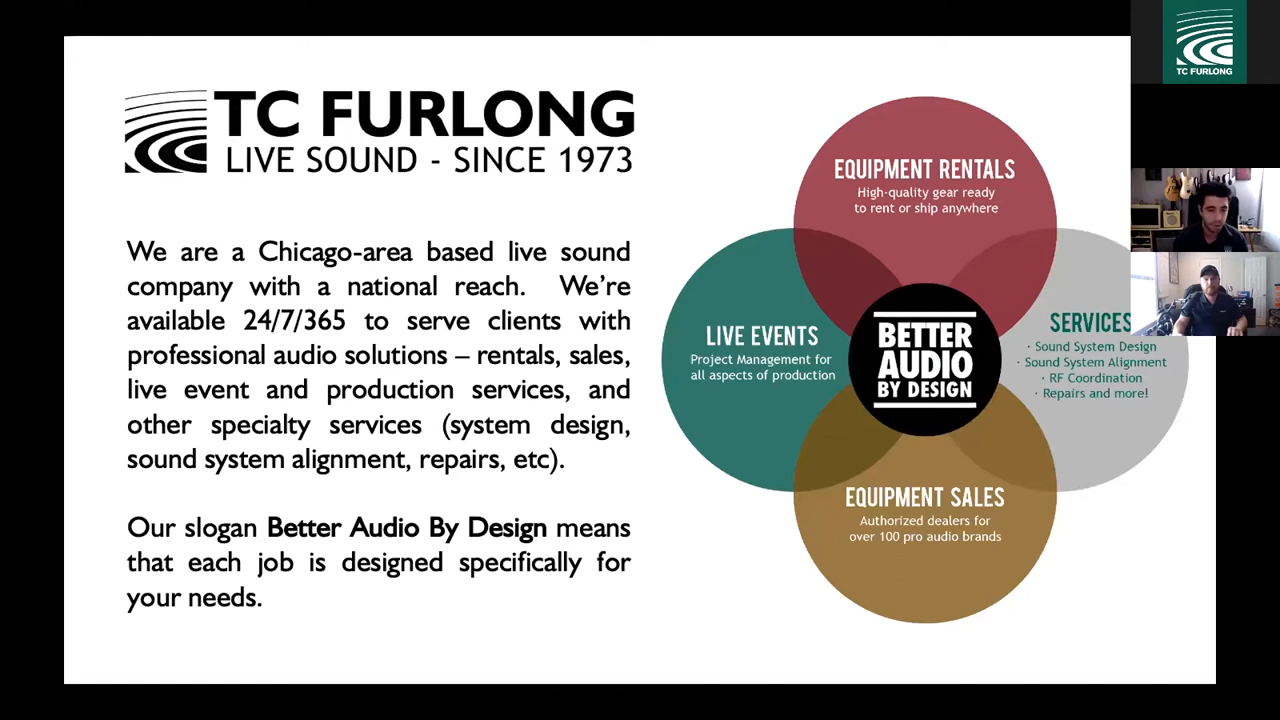 TC FURLONG
LIVE SOUND - SINCE 1973
We are a Chicago-area based live sound
company with a national reach. We're
available 24/7/365 to serve clients with
professional audio solutions – rentals, sales,
live event and production services, and
other specialty services (system design,
sound system alignment, repairs, etc).
Our slogan Better Audio By Design means
that each job is designed specifically for
your needs.
EQUIPMENT RENTALS
High-quality gear ready
to rent or ship anywhere
LIVE EVENTS
Project Management for
all aspects of production
BETTER
AUDIO
BY DESIGN
SERVICES
· Sound System Design
· Sound System Alignment
· RF Coordination
· Repairs and more!
EQUIPMENT SALES
Authorized dealers for
over 100 pro audio brands
TC FURLONG